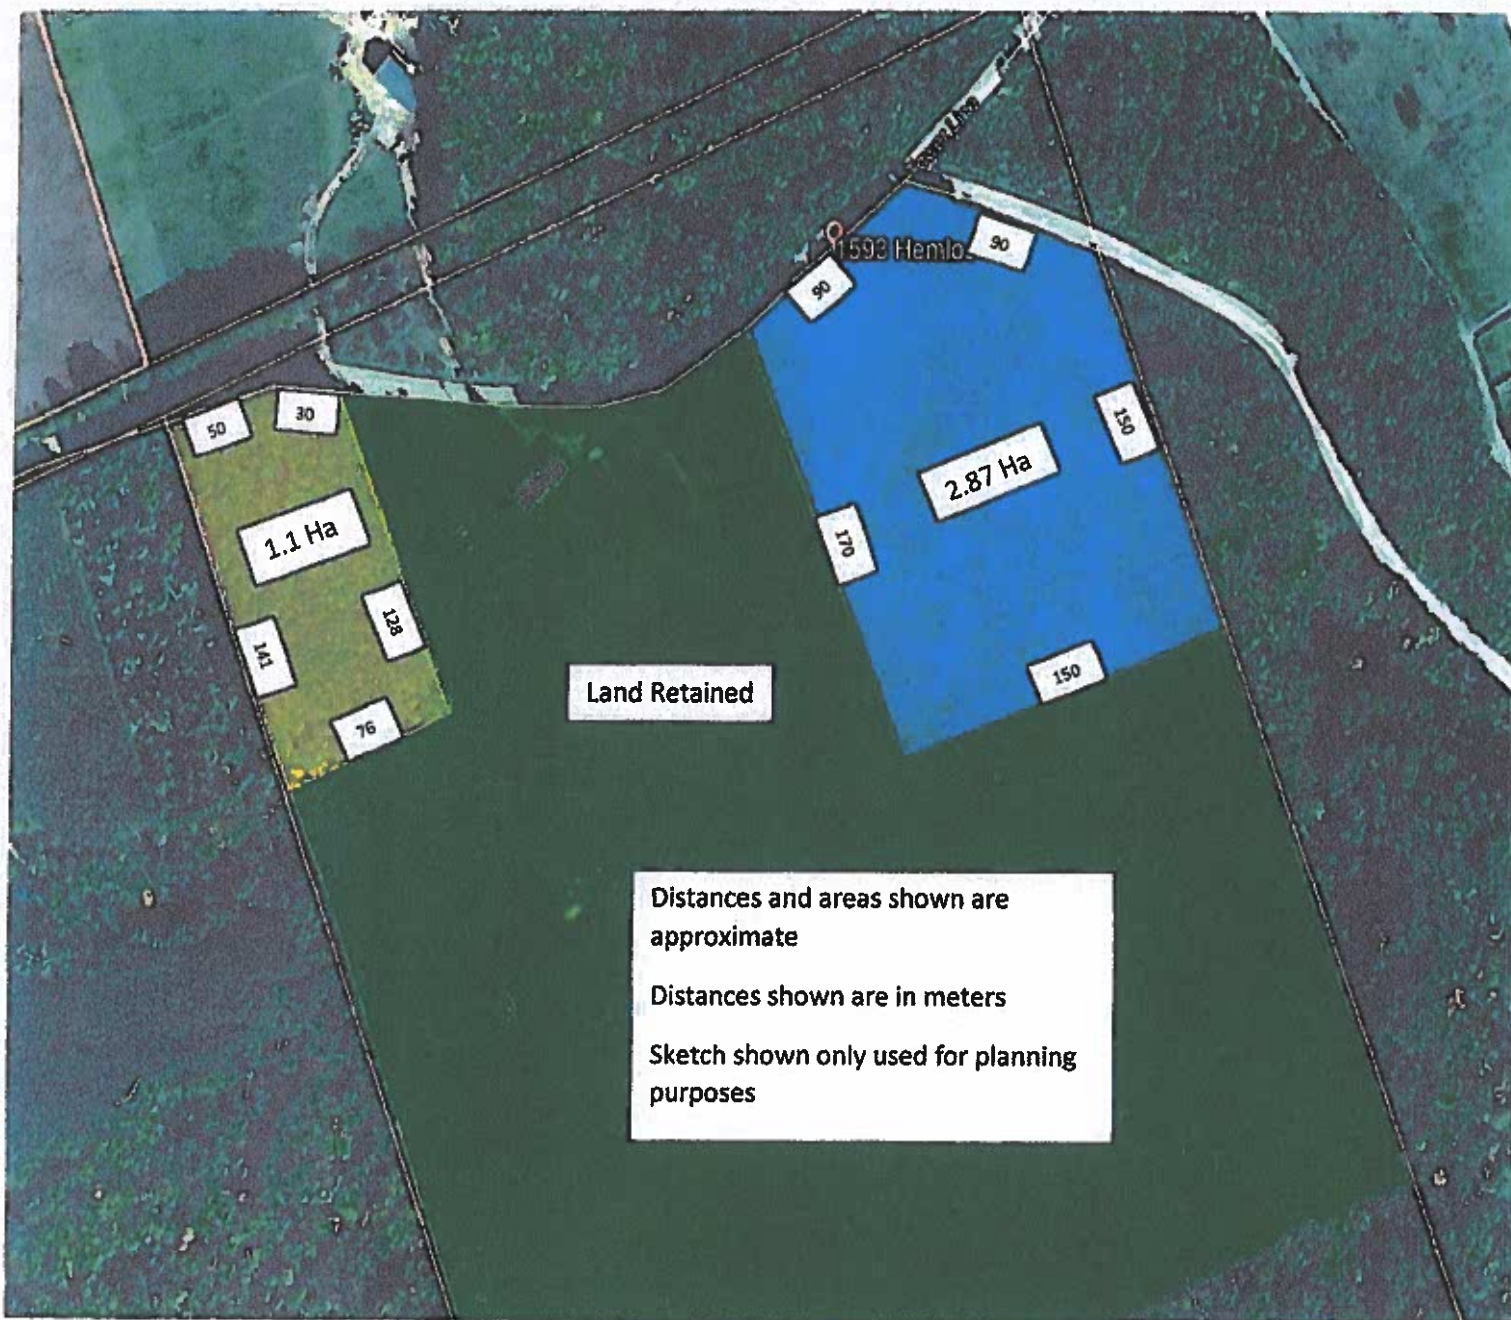 1593 Hemlo
90
90
50
30
150
2.87 Ha
1.1 Ha
170
128
141
150
Land Retained
76
Distances and areas shown are
approximate
Distances shown are in meters
Sketch shown only used for planning
purposes